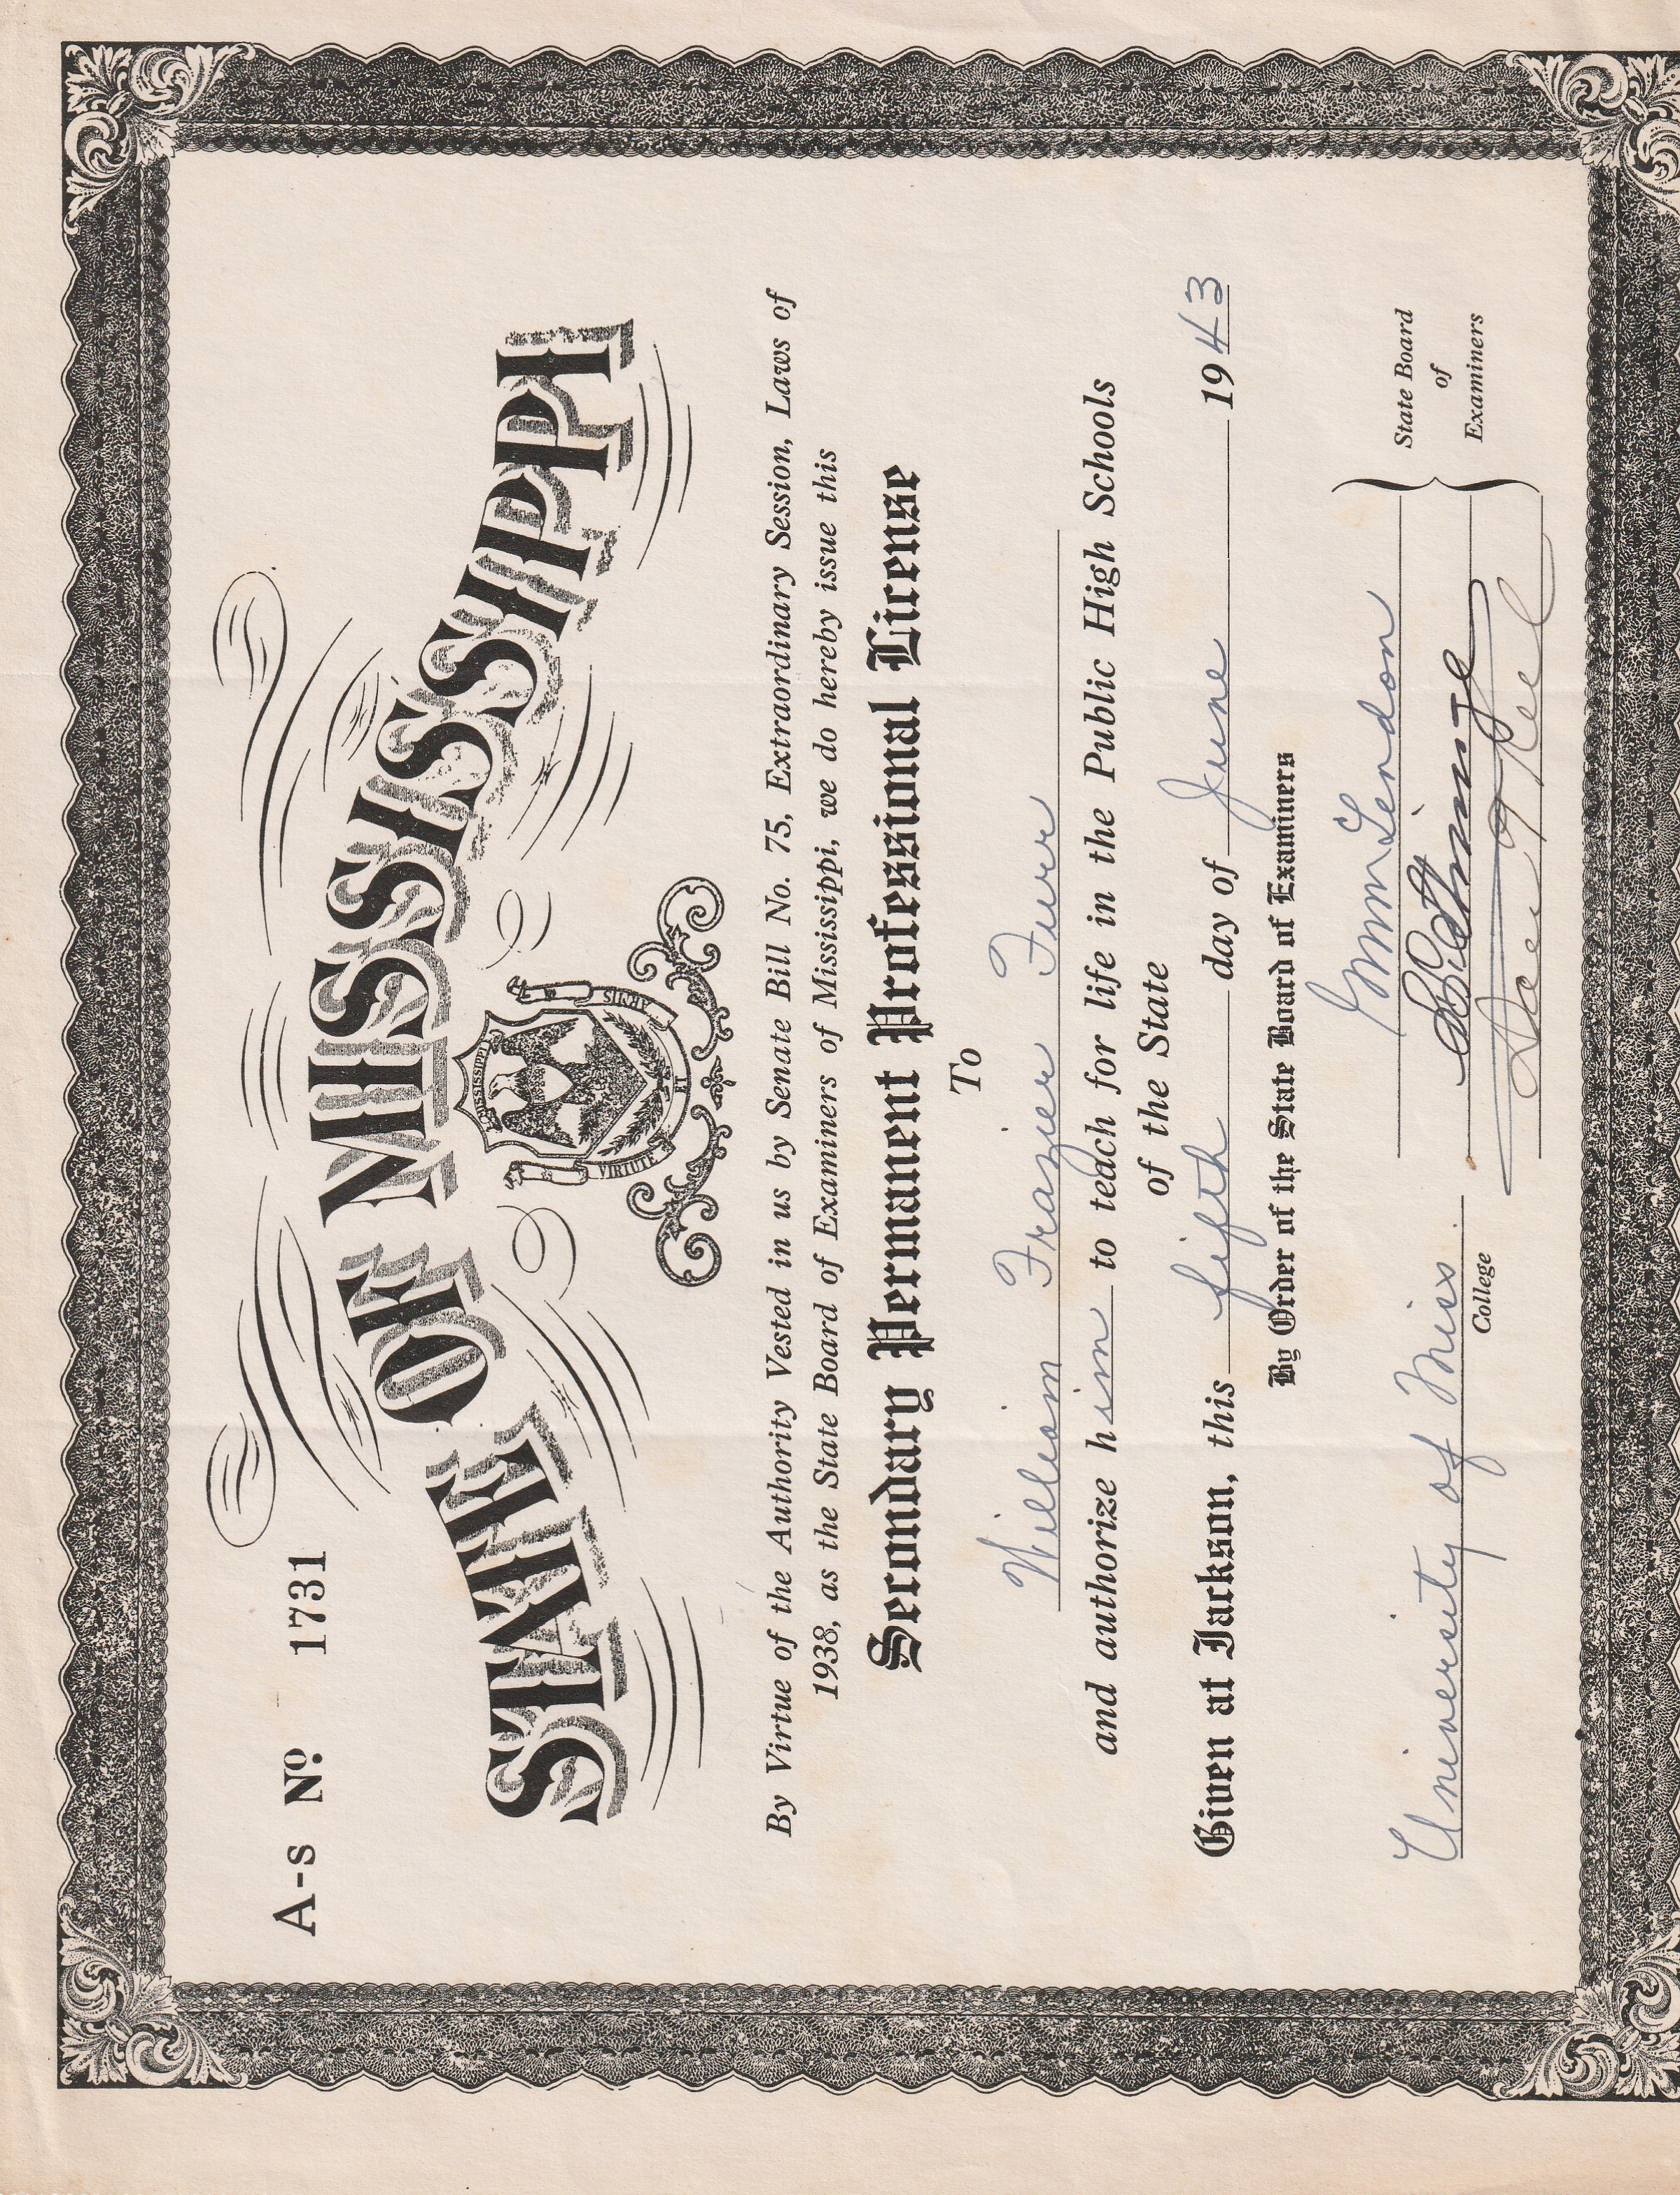 A-s Nº 1731
STATE OF MISSISSIPPI
MISSISSIPPI
VIRTUTE ET ARMIS
By Virtue of the Authority Vested in us by Senate Bill No. 75, Extraordinary Session, Laws of
1938, as the State Board of Examiners of Mississippi, we do hereby issue this
Secondary Permanent Professional License
To
William Frazier Furr
and authorize him to teach for life in the Public High Schools
of the State
Given at Jackson, this fifth day of June 1943
By Order of the State Board of Examiners
State Board
of
Examiners
University of Miss.
College